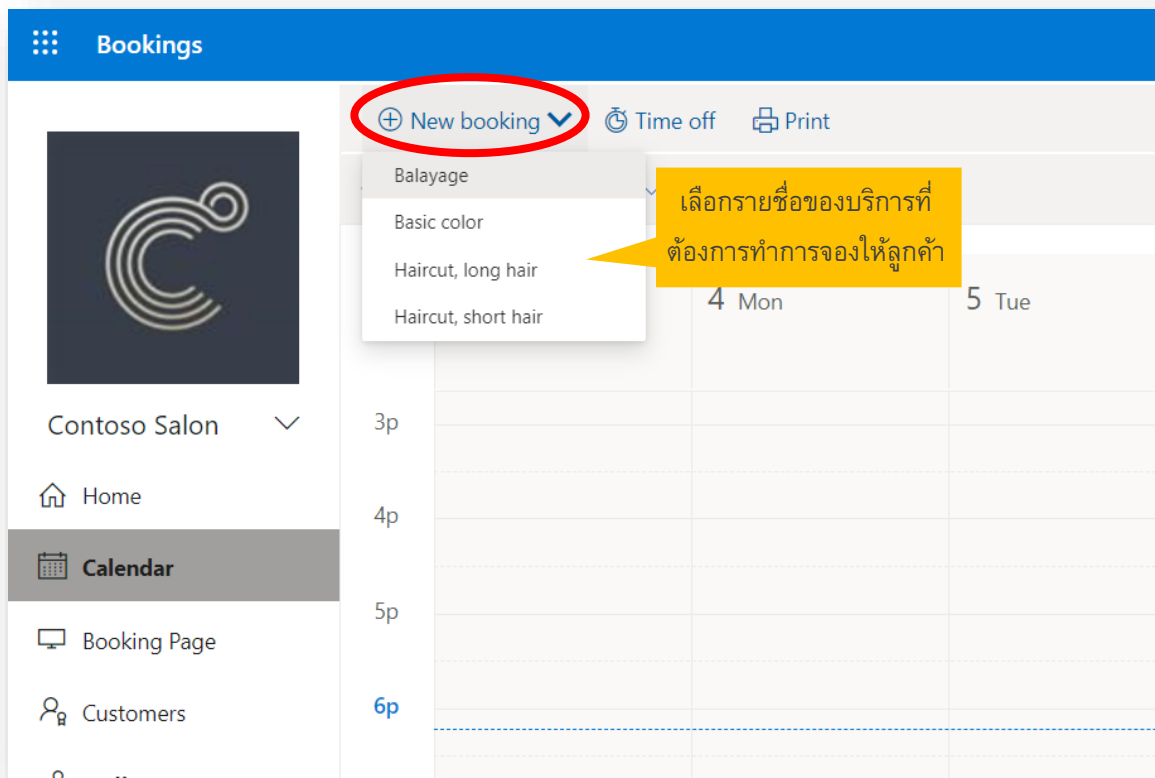 Bookings
New booking
Time off
Print
Balayage
Basic color
Haircut, long hair
Haircut, short hair
เลือกรายชื่อของบริการที่
ต้องการทำการจองให้ลูกค้า
4 Mon
5 Tue
Contoso Salon
Home
Calendar
Booking Page
Customers
3p
4p
5p
6p